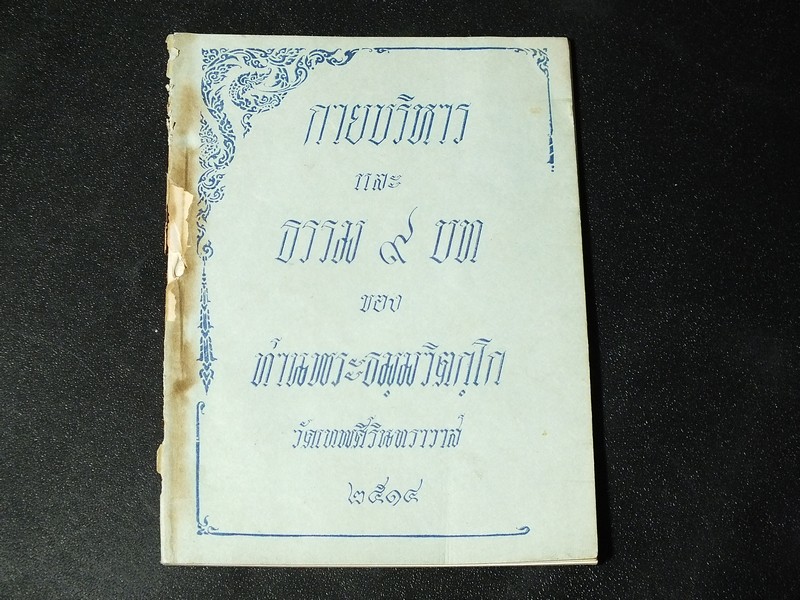 กายบริหาร
และ
ธรรม ๙ บท
ของ
ท่านพระธมฺมวิตกฺโก
วัดเทพศิรินทราวาส
๒๕๑๔